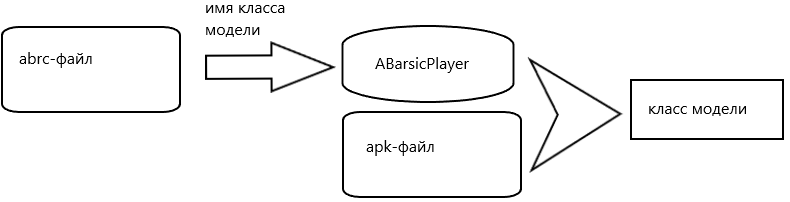 имя класса
модели
abrc-файл
ABarsicPlayer
apk-файл
класс модели